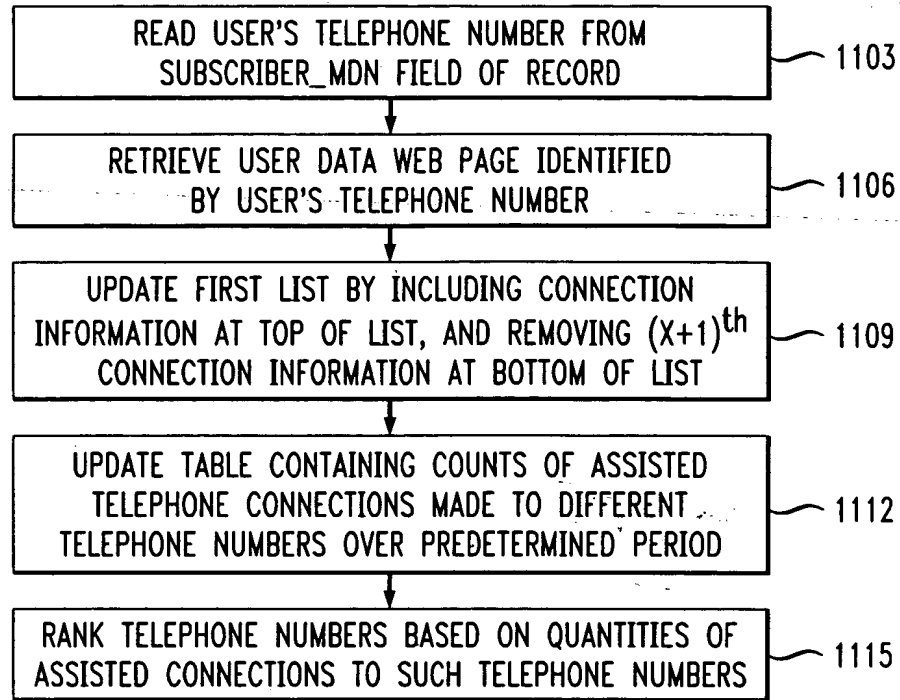 READ USER'S TELEPHONE NUMBER FROM
SUBSCRIBER_MDN FIELD OF RECORD
1103
RETRIEVE USER DATA WEB PAGE IDENTIFIED
BY USER'S TELEPHONE NUMBER
1106
UPDATE FIRST LIST BY INCLUDING CONNECTION
INFORMATION AT TOP OF LIST, AND REMOVING (X+1)th
CONNECTION INFORMATION AT BOTTOM OF LIST
1109
UPDATE TABLE CONTAINING COUNTS OF ASSISTED
TELEPHONE CONNECTIONS MADE TO DIFFERENT
TELEPHONE NUMBERS OVER PREDETERMINED PERIOD
1112
RANK TELEPHONE NUMBERS BASED ON QUANTITIES OF
ASSISTED CONNECTIONS TO SUCH TELEPHONE NUMBERS
1115